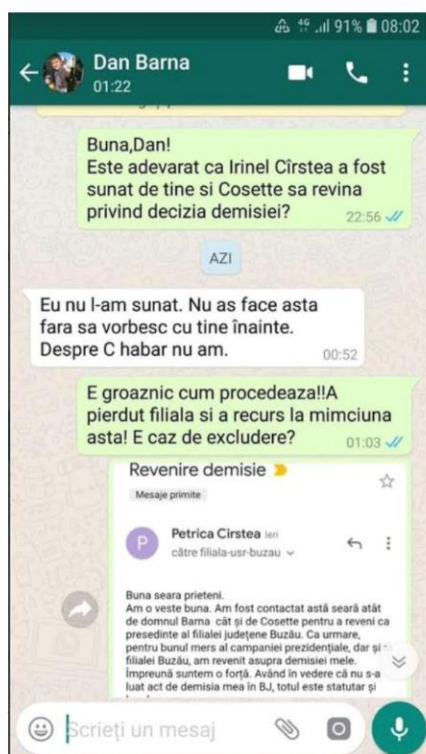 4G 91% 08:02
Dan Barna
01:22
Buna,Dan!
Este adevarat ca Irinel Cîrstea a fost
sunat de tine si Cosette sa revina
privind decizia demisiei?
22:56
AZI
Eu nu l-am sunat. Nu as face asta
fara sa vorbesc cu tine înainte.
Despre C habar nu am.
00:52
E groaznic cum procedeaza!!A
pierdut filiala si a recurs la mimciuna
asta! E caz de excludere?
01:03
Revenire demisie
Mesaje primite
P
Petrica Cirstea Ieri
către filiala-usr-buzau
Buna seara prieteni.
Am o veste buna. Am fost contactat astă seară atât
de domnul Barna cât și de Cosette pentru a reveni ca
presedinte al filialei județene Buzău. Ca urmare,
pentru bunul mers al campaniei prezidențiale, dar și
filialei Buzău, am revenit asupra demisiei mele.
Împreună suntem o forță. Având în vedere că nu s-a
luat act de demisia mea în BJ, totul este statutar și
Scrieți un mesaj